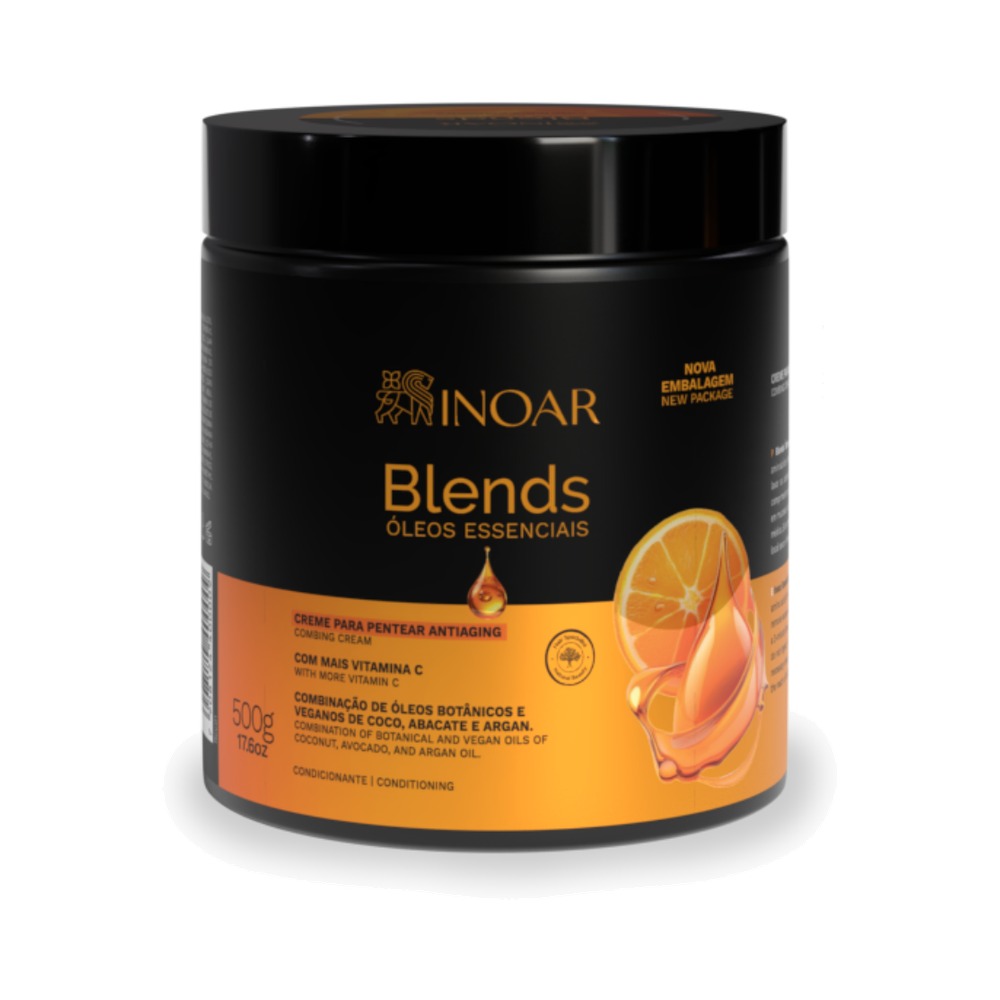 INOAR
NOVA
EMBALAGEM
NEW PACKAGE
Blends
ÓLEOS ESSENCIAIS
CREME PARA PENTEAR ANTIAGING
COMBING CREAM
COM MAIS VITAMINA C
WITH MORE VITAMIN C
COMBINAÇÃO DE ÓLEOS BOTÂNICOS E
VEGANOS DE COCO, ABACATE E ARGAN.
COMBINATION OF BOTANICAL AND VEGAN OILS OF
COCONUT, AVOCADO, AND ARGAN OIL.
CONDICIONANTE | CONDITIONING
500g
17.6oz